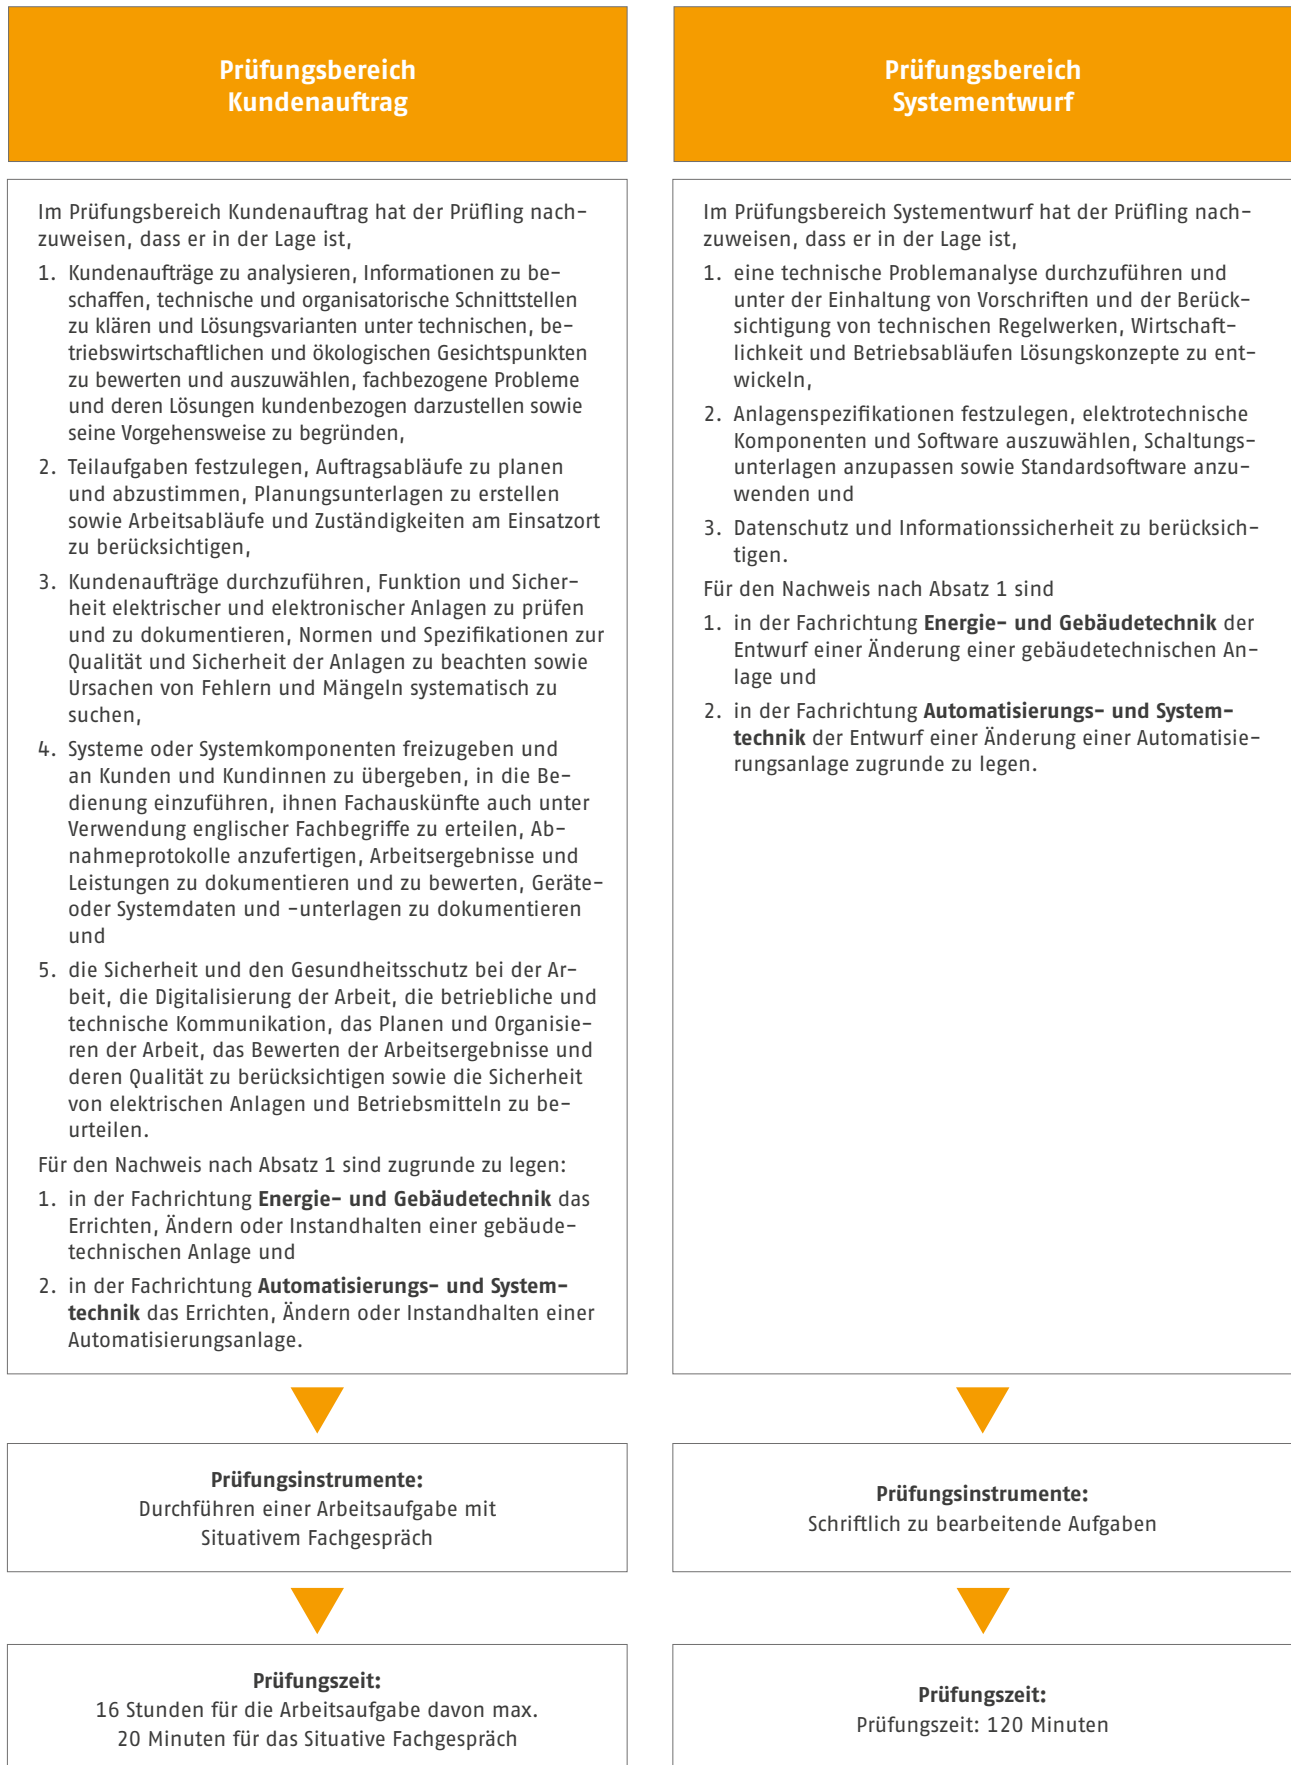 Prüfungsbereich
Kundenauftrag
Im Prüfungsbereich Kundenauftrag hat der Prüfling nach-
zuweisen, dass er in der Lage ist,
1. Kundenaufträge zu analysieren, Informationen zu be-
schaffen, technische und organisatorische Schnittstellen
zu klären und Lösungsvarianten unter technischen, be-
triebswirtschaftlichen und ökologischen Gesichtspunkten
zu bewerten und auszuwählen, fachbezogene Probleme
und deren Lösungen kundenbezogen darzustellen sowie
seine Vorgehensweise zu begründen,
2. Teilaufgaben festzulegen, Auftragsabläufe zu planen
und abzustimmen, Planungsunterlagen zu erstellen
sowie Arbeitsabläufe und Zuständigkeiten am Einsatzort
zu berücksichtigen,
3. Kundenaufträge durchzuführen, Funktion und Sicher-
heit elektrischer und elektronischer Anlagen zu prüfen
und zu dokumentieren, Normen und Spezifikationen zur
Qualität und Sicherheit der Anlagen zu beachten sowie
Ursachen von Fehlern und Mängeln systematisch zu
suchen,
4. Systeme oder Systemkomponenten freizugeben und
an Kunden und Kundinnen zu übergeben, in die Be-
dienung einzuführen, ihnen Fachauskünfte auch unter
Verwendung englischer Fachbegriffe zu erteilen, Ab-
nahmeprotokolle anzufertigen, Arbeitsergebnisse und
Leistungen zu dokumentieren und zu bewerten, Geräte-
oder Systemdaten und -unterlagen zu dokumentieren
und
5. die Sicherheit und den Gesundheitsschutz bei der Ar-
beit, die Digitalisierung der Arbeit, die betriebliche und
technische Kommunikation, das Planen und Organisie-
ren der Arbeit, das Bewerten der Arbeitsergebnisse und
deren Qualität zu berücksichtigen sowie die Sicherheit
von elektrischen Anlagen und Betriebsmitteln zu be-
urteilen.
Für den Nachweis nach Absatz 1 sind zugrunde zu legen:
1. in der Fachrichtung Energie- und Gebäudetechnik das
Errichten, Ändern oder Instandhalten einer gebäude-
technischen Anlage und
2. in der Fachrichtung Automatisierungs- und System-
technik das Errichten, Ändern oder Instandhalten einer
Automatisierungsanlage.
Prüfungsinstrumente:
Durchführen einer Arbeitsaufgabe mit
Situativem Fachgespräch
Prüfungszeit:
16 Stunden für die Arbeitsaufgabe davon max.
20 Minuten für das Situative Fachgespräch
Prüfungsbereich
Systementwurf
Im Prüfungsbereich Systementwurf hat der Prüfling nach-
zuweisen, dass er in der Lage ist,
1. eine technische Problemanalyse durchzuführen und
unter der Einhaltung von Vorschriften und der Berück-
sichtigung von technischen Regelwerken, Wirtschaft-
lichkeit und Betriebsabläufen Lösungskonzepte zu ent-
wickeln,
2. Anlagenspezifikationen festzulegen, elektrotechnische
Komponenten und Software auszuwählen, Schaltungs-
unterlagen anzupassen sowie Standardsoftware anzu-
wenden und
3. Datenschutz und Informationssicherheit zu berücksich-
tigen.
Für den Nachweis nach Absatz 1 sind
1. in der Fachrichtung Energie- und Gebäudetechnik der
Entwurf einer Änderung einer gebäudetechnischen An-
lage und
2. in der Fachrichtung Automatisierungs- und System-
technik der Entwurf einer Änderung einer Automatisie-
rungsanlage zugrunde zu legen.
Prüfungsinstrumente:
Schriftlich zu bearbeitende Aufgaben
Prüfungszeit:
Prüfungszeit: 120 Minuten